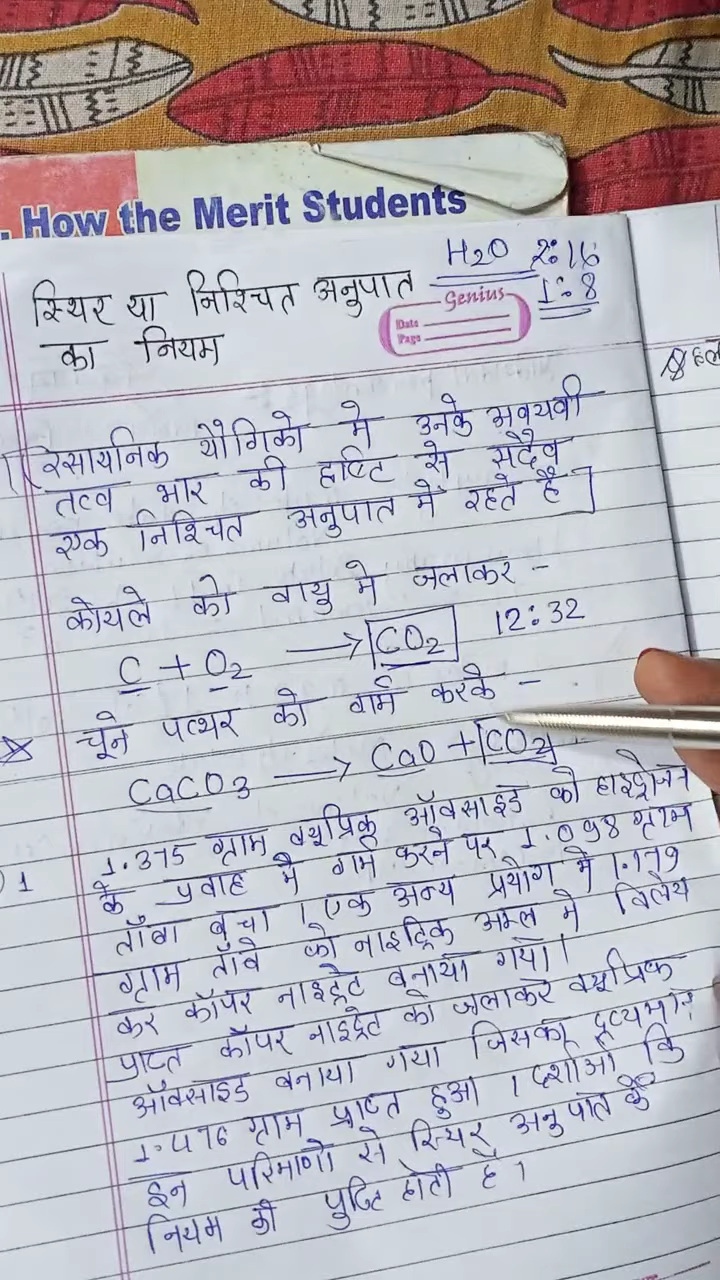 . How the Merit Students
H2O 2:16
1:8
स्थिर या निश्चित अनुपात
का नियम
Genius
Date
Page
रसायनिक यौगिको मे उनके अवयवी
तत्व भार की दृष्टि से सदैव
एक निश्चित अनुपात में रहते है
कोयले को वायु मे जलाकर -
C + O2 → CO2 12:32
चूने पत्थर को गर्म करके -
CaCO3 → CaO + CO2
1 1.375 ग्राम क्यूप्रिक ऑक्साइड को हाइड्रोजन
के प्रवाह मे गर्म करने पर 1.098 ग्राम
ताँबा बचा । एक अन्य प्रयोग मे 1.179
ग्राम ताँबे को नाइट्रिक अम्ल मे विलेय
कर कॉपर नाइट्रेट बनाया गया।
प्राप्त कॉपर नाइट्रेट को जलाकर क्यूप्रिक
ऑक्साइड बनाया गया जिसका द्रव्यमान
1.476 ग्राम प्राप्त हुआ । दर्शाओ कि
इन परिमाणो से स्थिर अनुपात के
नियम की पुष्टि होती है ।